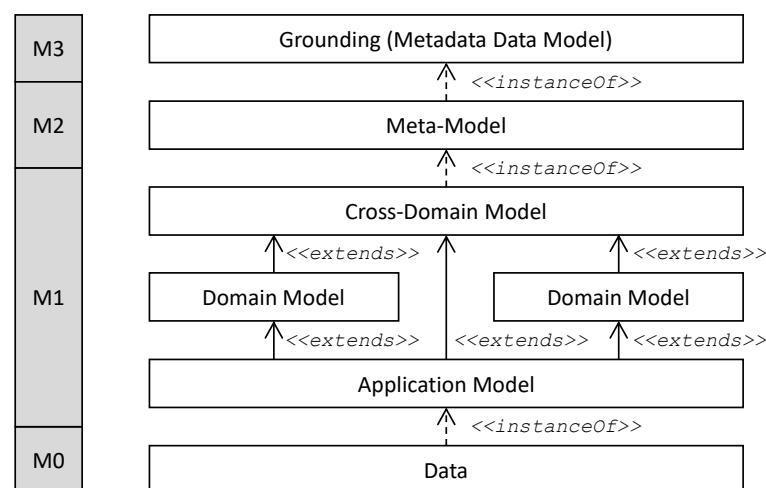 M3
Grounding (Metadata Data Model)
<<instanceOf>>
M2
Meta-Model
<<instanceOf>>
M1
Cross-Domain Model
<<extends>>
<<extends>>
Domain Model
Domain Model
<<extends>>
<<extends>>
<<extends>>
Application Model
<<instanceOf>>
M0
Data